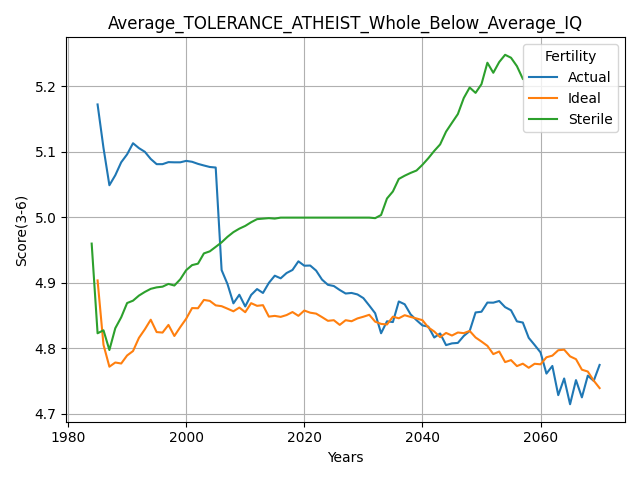 Average_TOLERANCE_ATHEIST_Whole_Below_Average_IQ
Fertility
Actual
Ideal
Sterile
Score(3-6)
5.2
5.1
5.0
4.9
4.8
4.7
1980
2000
2020
2040
2060
Years